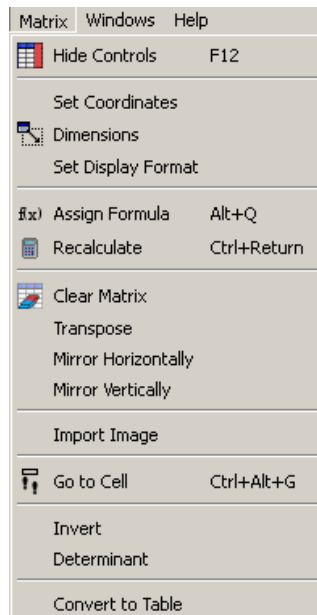 Matrix Windows Help
Hide Controls F12
Set Coordinates
Dimensions
Set Display Format
f(x) Assign Formula Alt+Q
Recalculate Ctrl+Return
Clear Matrix
Transpose
Mirror Horizontally
Mirror Vertically
Import Image
Go to Cell Ctrl+Alt+G
Invert
Determinant
Convert to Table